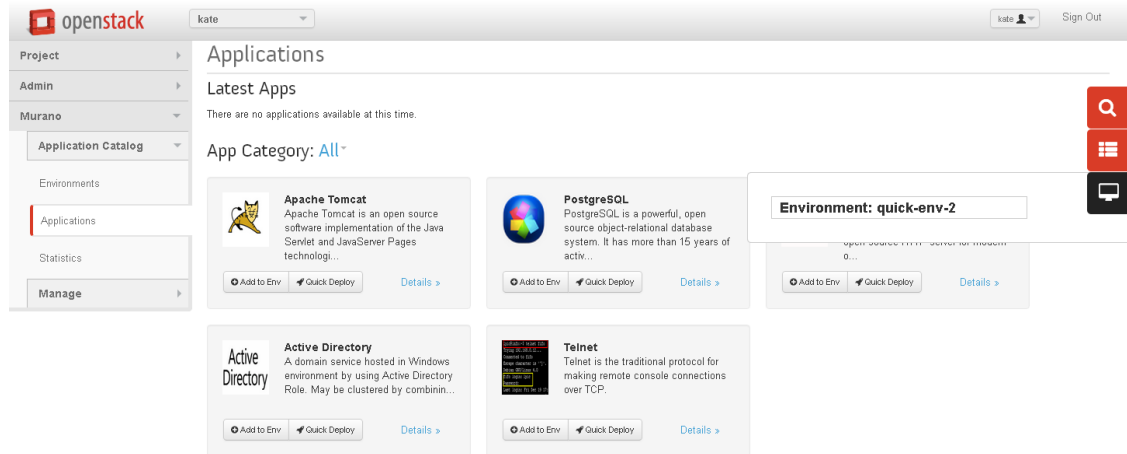 openstack
kate
kate
Sign Out
Project
Admin
Murano
Application Catalog
Environments
Applications
Statistics
Manage
Applications
Latest Apps
There are no applications available at this time.
App Category: All
Apache Tomcat
Apache Tomcat is an open source
software implementation of the Java
Servlet and JavaServer Pages
technologi...
Add to Env
Quick Deploy
Details »
PostgreSQL
PostgreSQL is a powerful, open
source object-relational database
system. It has more than 15 years of
activ...
Add to Env
Quick Deploy
Details »
Environment: quick-env-2
open-source HTTP server for modern
o...
Add to Env
Quick Deploy
Details »
Active
Directory
Active Directory
A domain service hosted in Windows
environment by using Active Directory
Role. May be clustered by combinin...
Add to Env
Quick Deploy
Details »
Telnet
Telnet is the traditional protocol for
making remote console connections
over TCP.
Add to Env
Quick Deploy
Details »